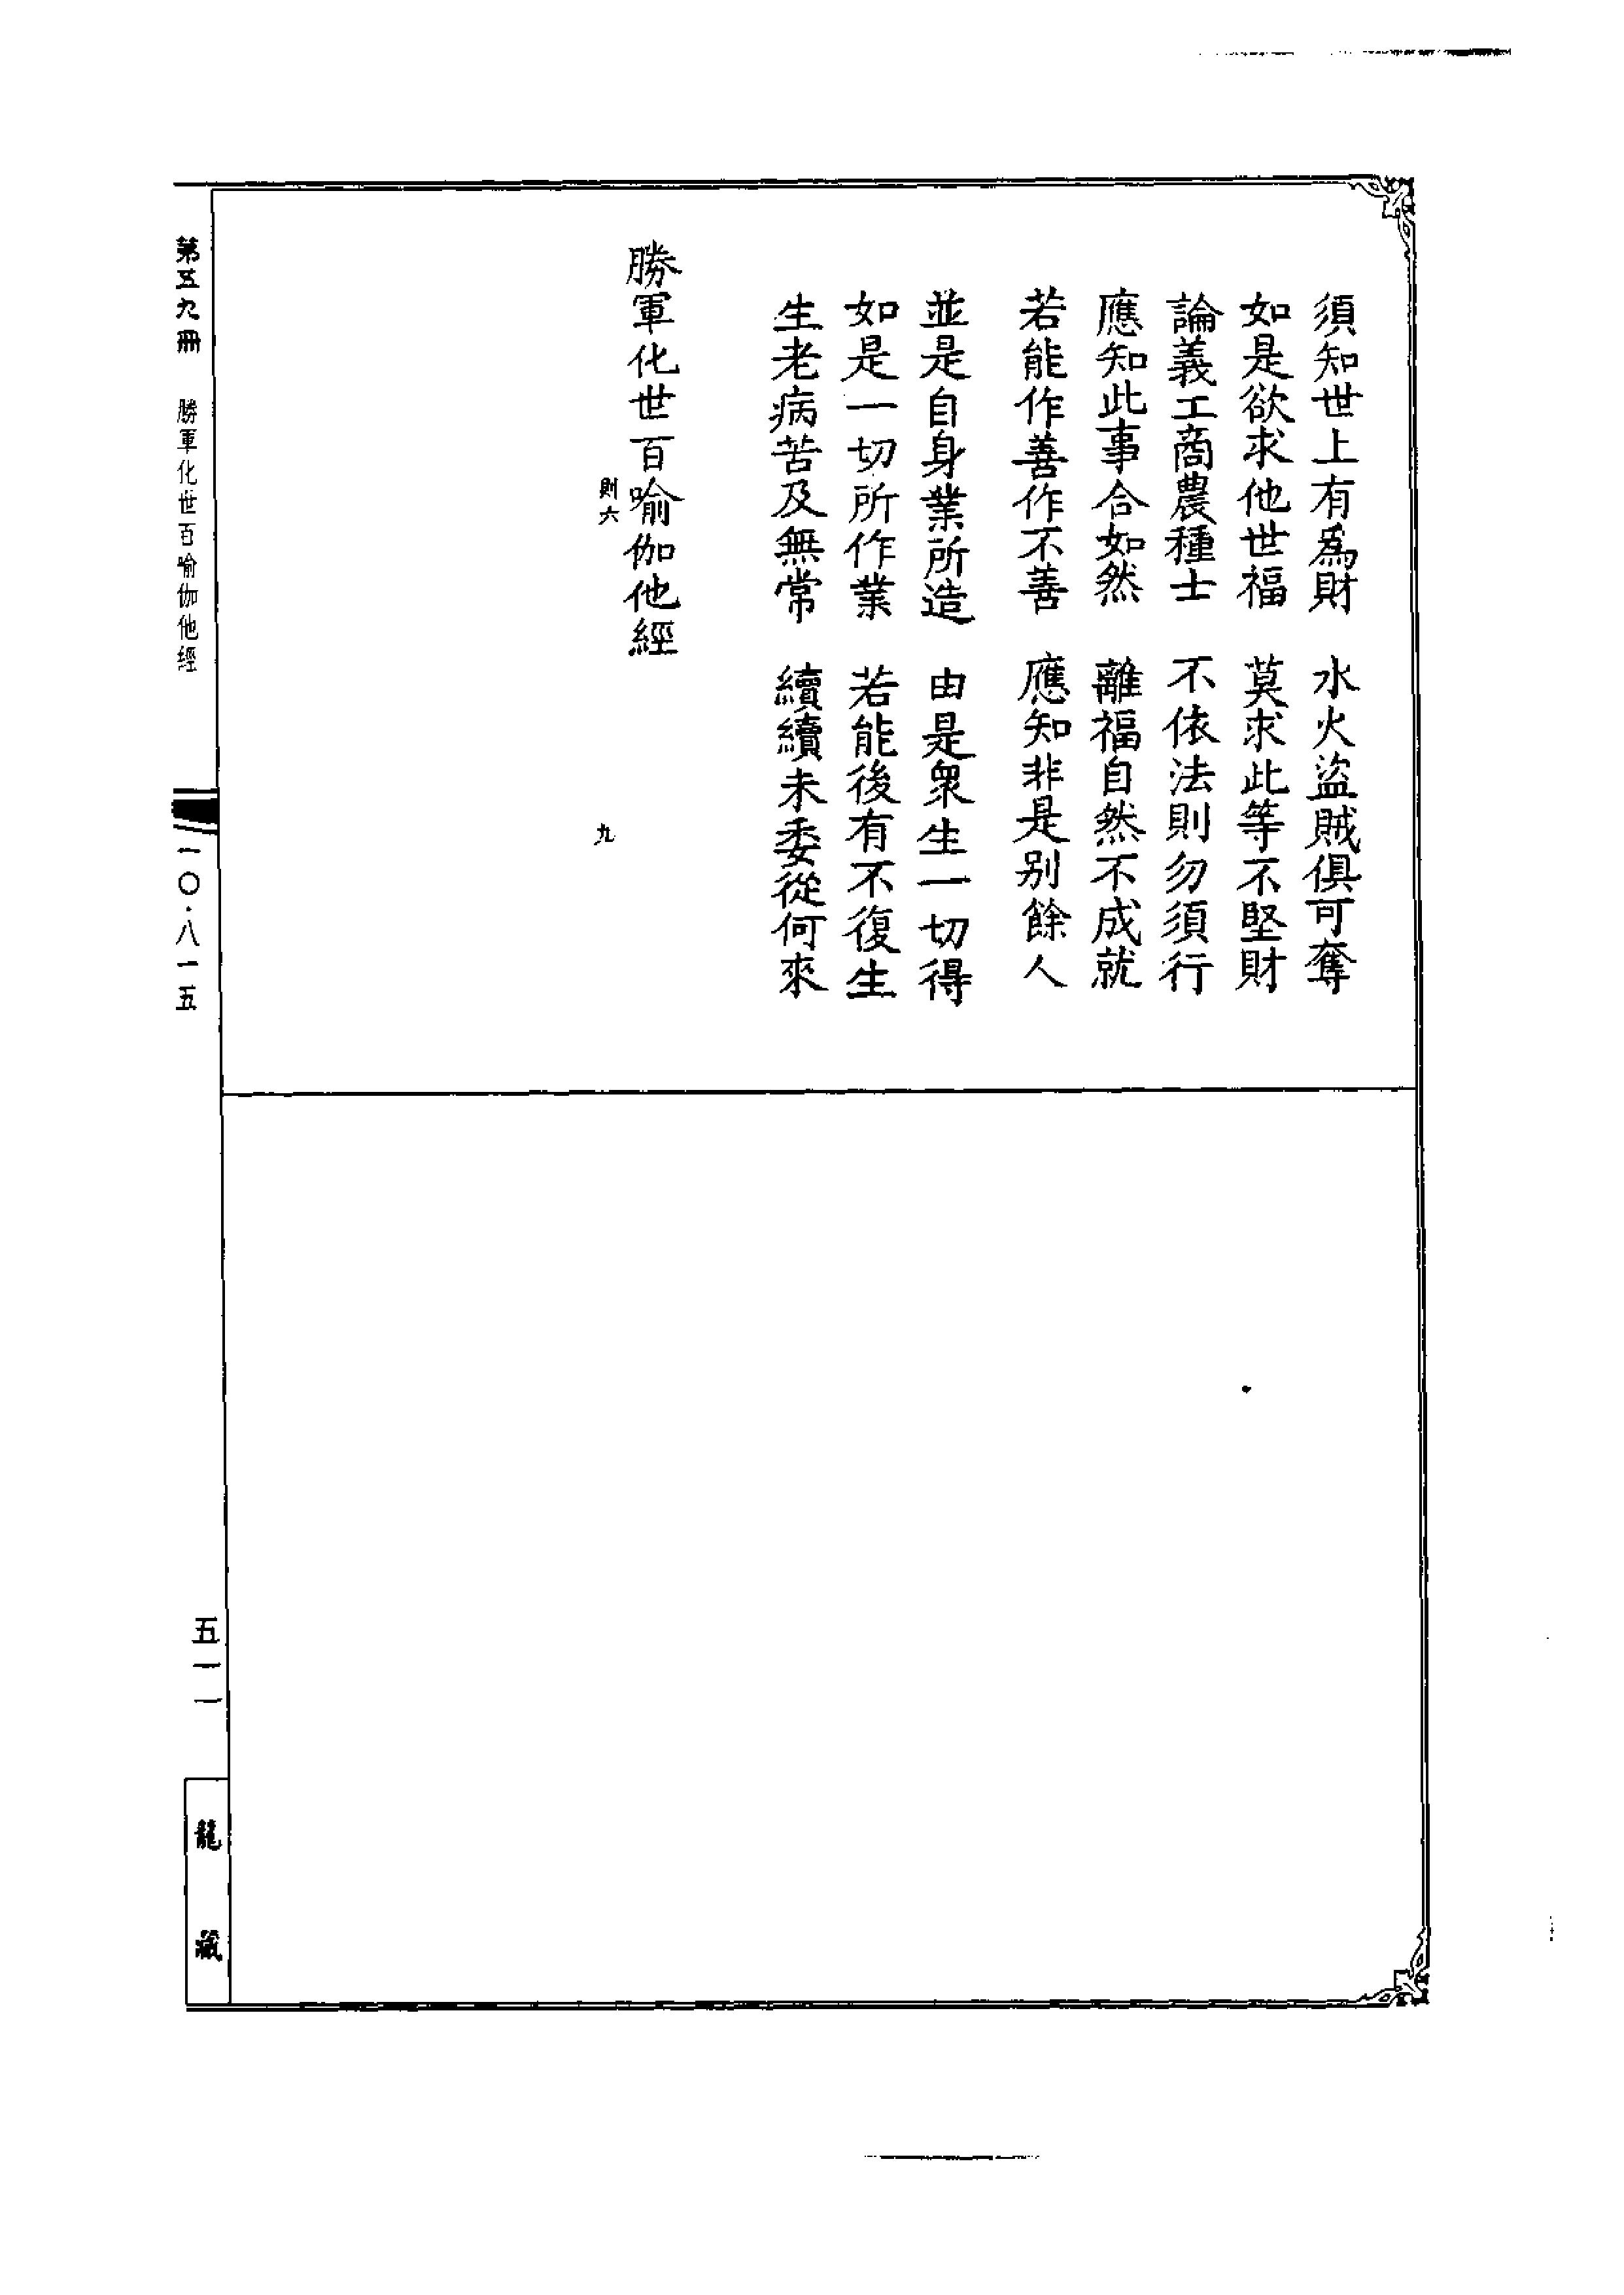 須知世上有為財　水火盜賊俱可奪
如是欲求他世福　莫求此等不堅財
論義工商農種士　不依法則勿須行
應知此事合如然　離福自然不成就
若能作善作不善　應知非是别餘人
並是自身業所造　由是眾生一切得
如是一切所作業　若能後有不復生
生老病苦及無常　續續未委從何來
勝軍化世百喻伽他經
則六　九
第五九冊　勝軍化世百喻伽他經　一〇·八一五　五一一
龍藏